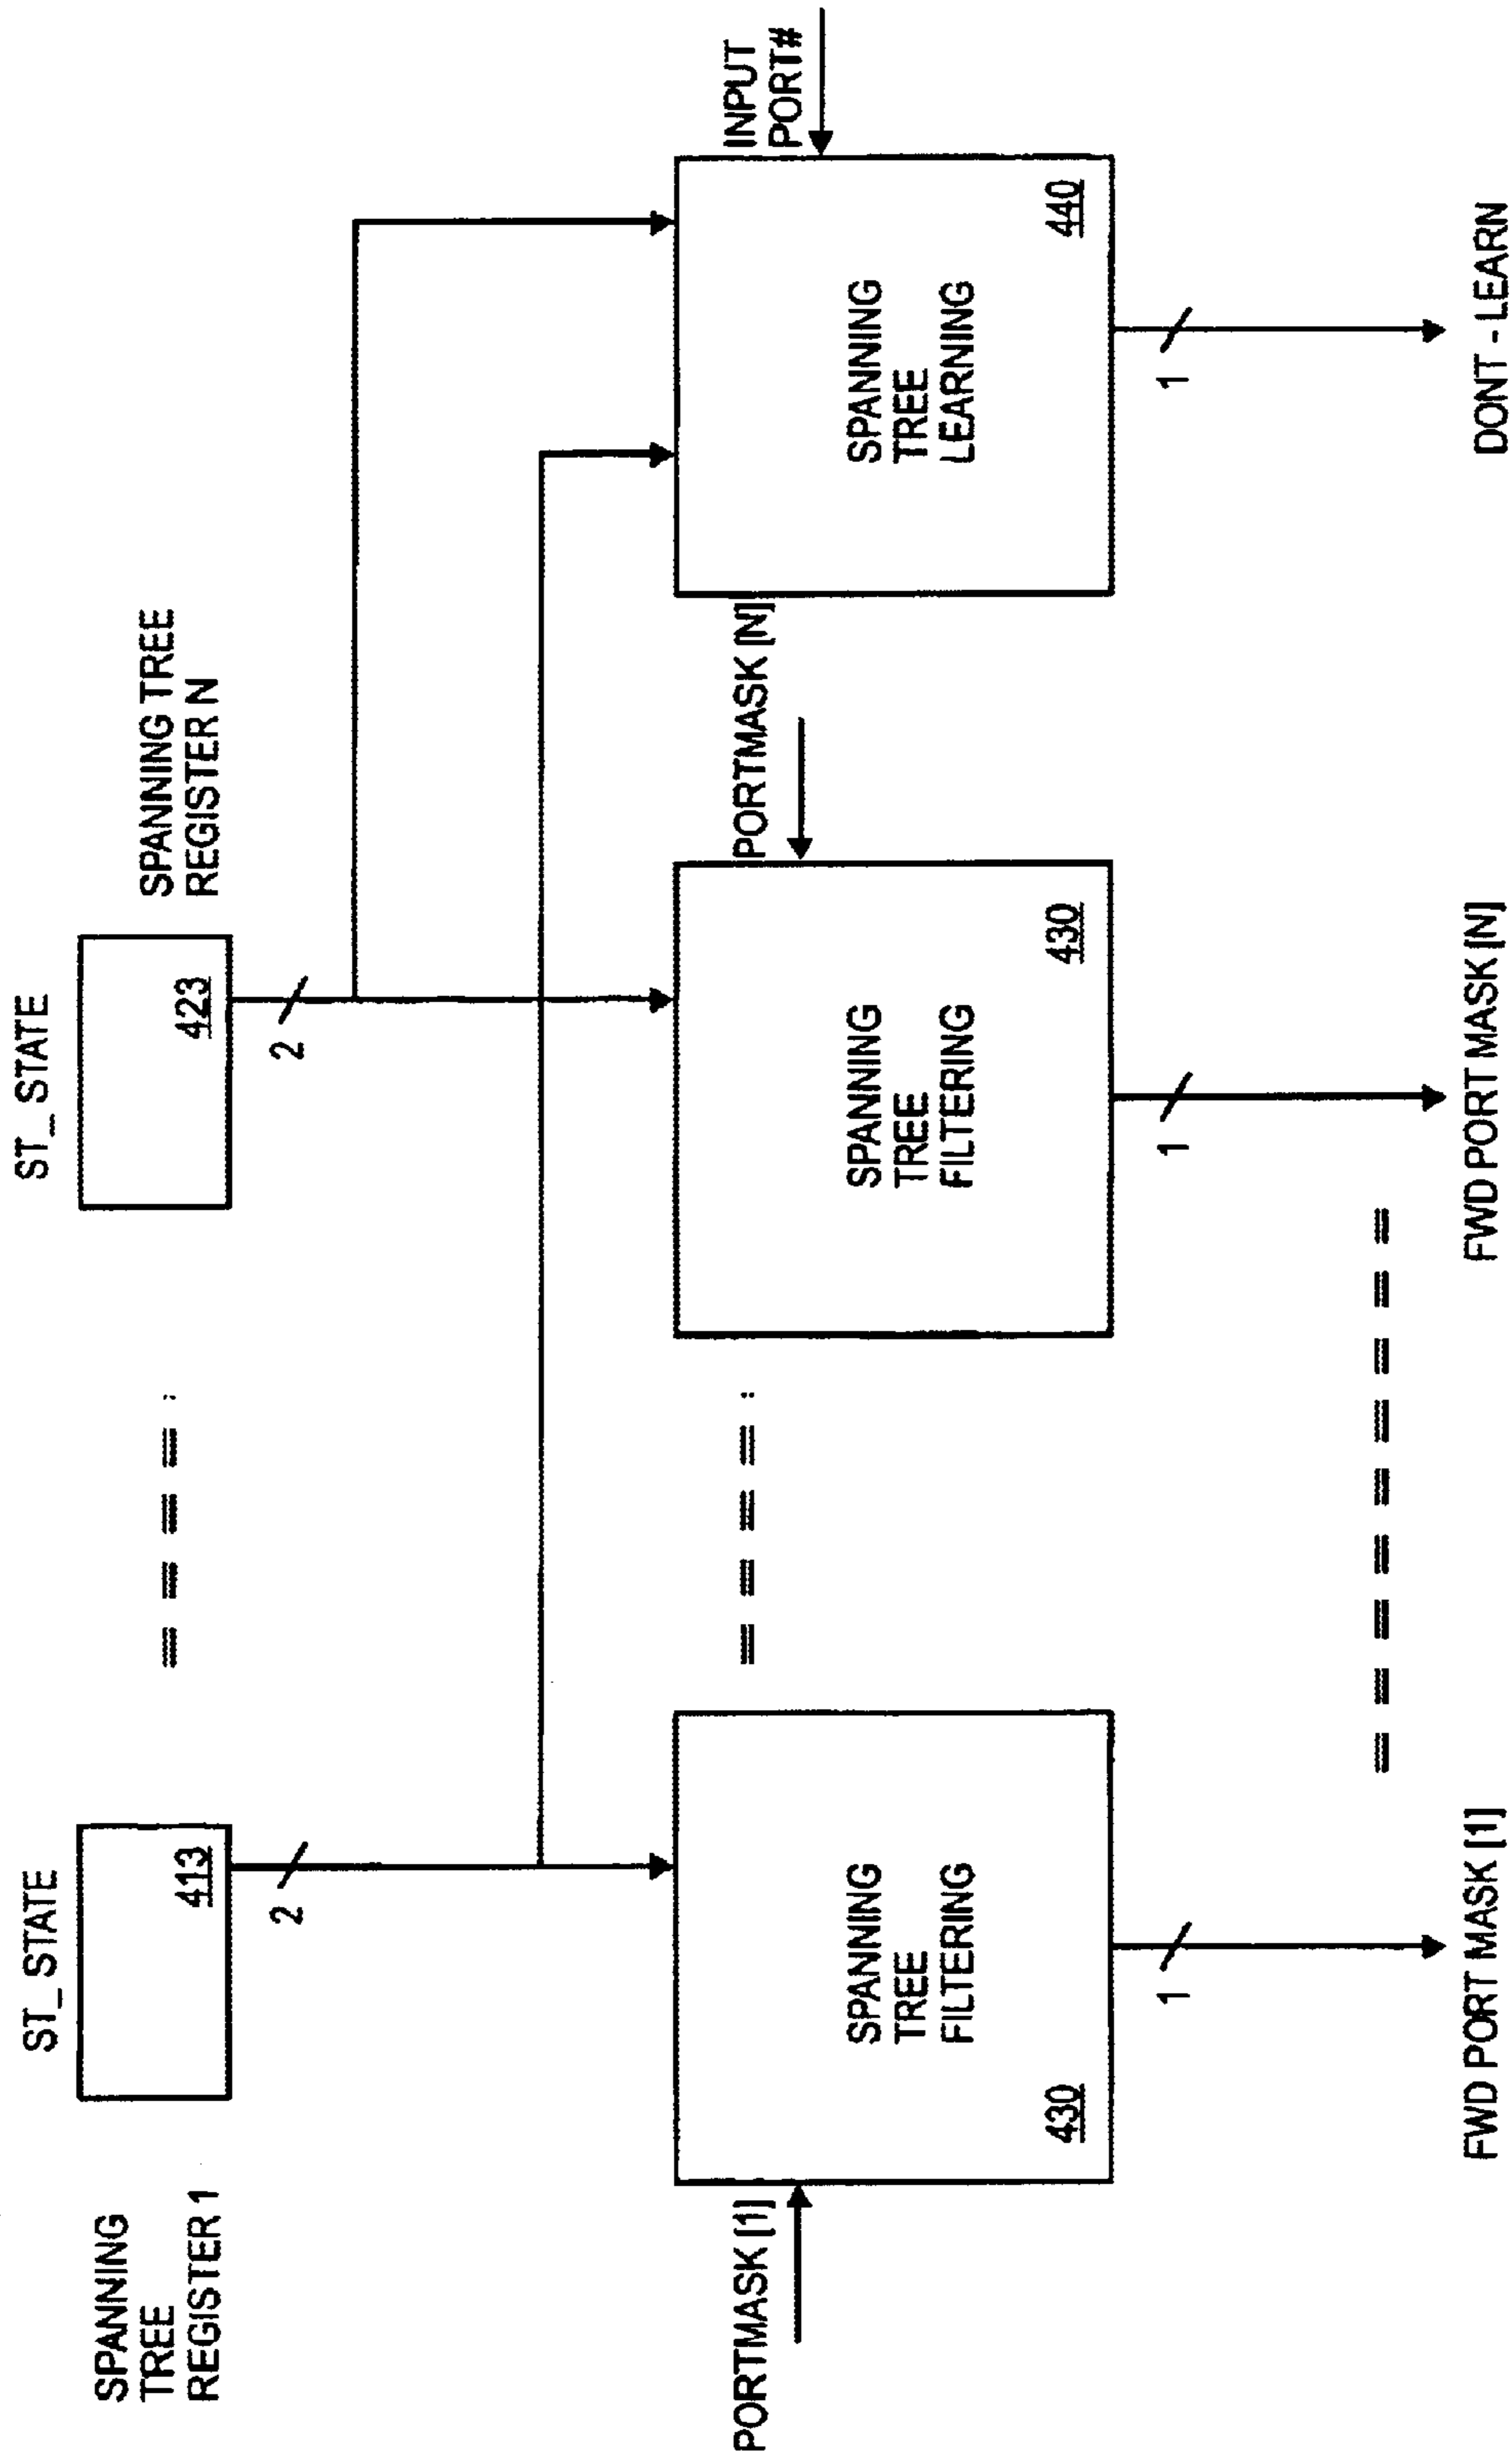 ST_STATE
ST_STATE
SPANNING
TREE
REGISTER 1
413
423
SPANNING TREE
REGISTER N
2
2
PORTMASK [1]
SPANNING
TREE
FILTERING
430
SPANNING
TREE
FILTERING
430
PORTMASK [N]
SPANNING
TREE
LEARNING
440
INPUT
PORT#
1
1
1
FWD PORT MASK [1]
FWD PORT MASK [N]
DONT - LEARN